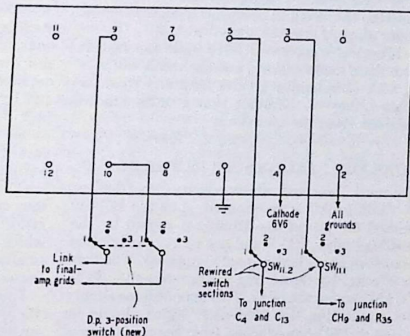 11 9 7 5 3 1
12 10 8 6 4 2
1 2 3 1 2 3 1 2 3 1 2 3
Cathode
6V6
All
grounds
Link
to final-
amp. grids
D.p. 3-position
switch (new)
Rewired
switch
sections
SW11.2
SW11.1
To junction
C4 and C13
To junction
CH9 and R35